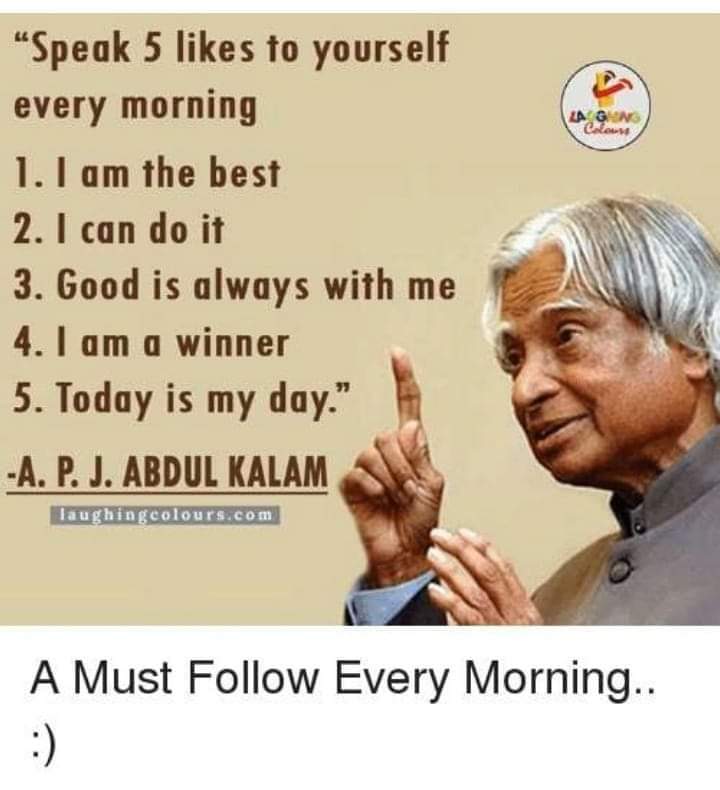 “Speak 5 likes to yourself
every morning
LAUGHING
Colours
1. I am the best
2. I can do it
3. Good is always with me
4. I am a winner
5. Today is my day.”
-A. P. J. ABDUL KALAM
laughingcolours.com
A Must Follow Every Morning..
:)